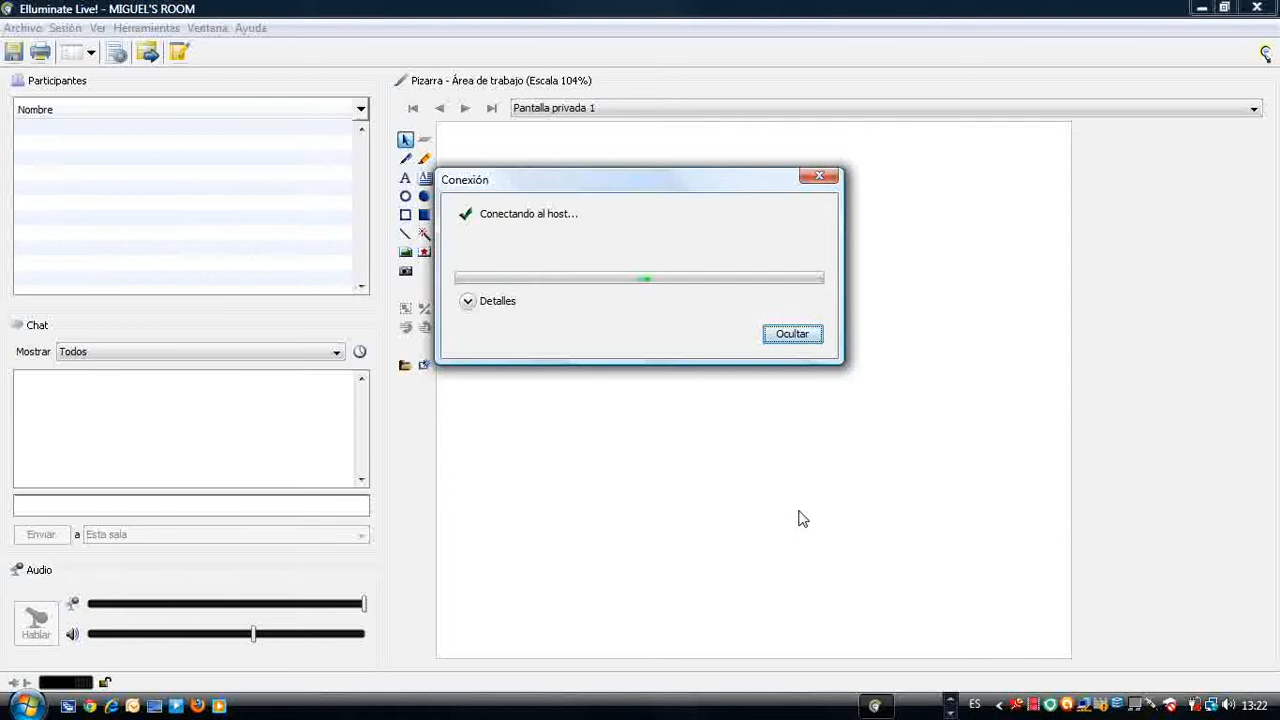 Elluminate Live! - MIGUEL'S ROOM
Archivo Sesión Ver Herramientas Ventana Ayuda
Participantes
Nombre
Pizarra - Área de trabajo (Escala 104%)
Pantalla privada 1
Conexión
Conectando al host...
Detalles
Ocultar
Chat
Mostrar Todos
Enviar a Esta sala
Audio
Hablar
ES 13:22